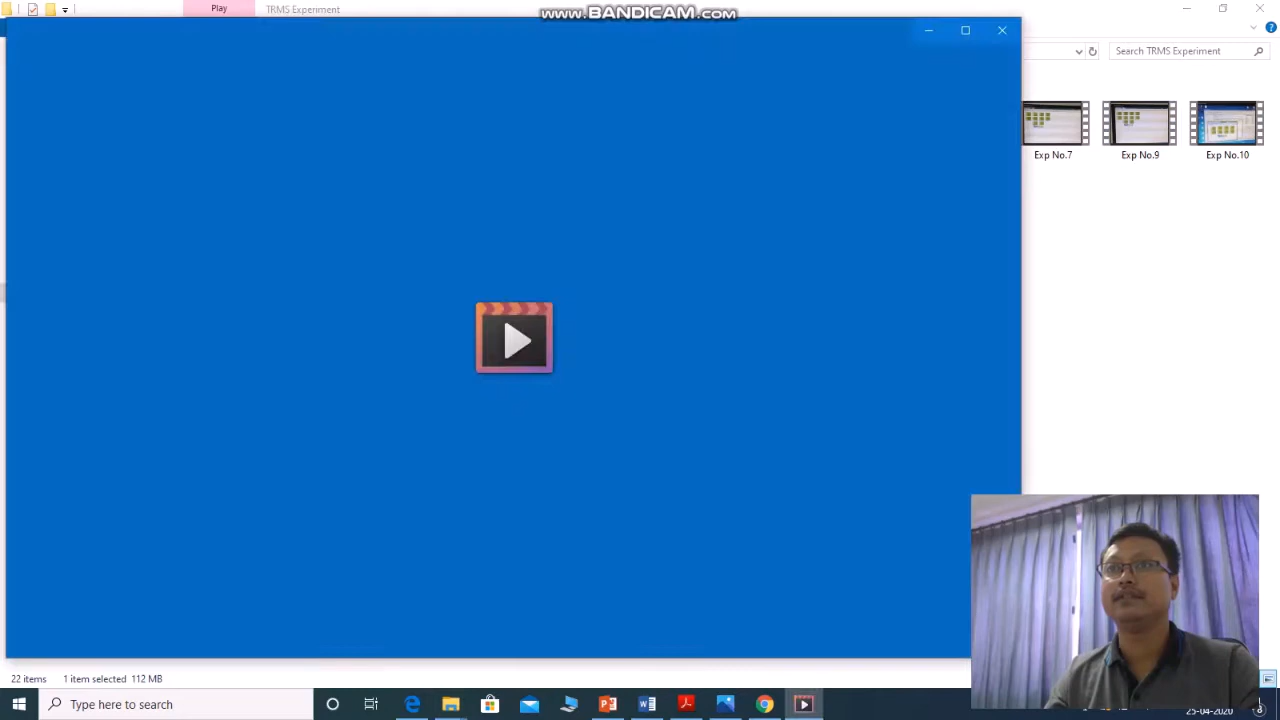 Play
TRMS Experiment
www.BANDICAM.com
Search TRMS Experiment
Exp No.7
Exp No.9
Exp No.10
22 items 1 item selected 112 MB
Type here to search
25-04-2020